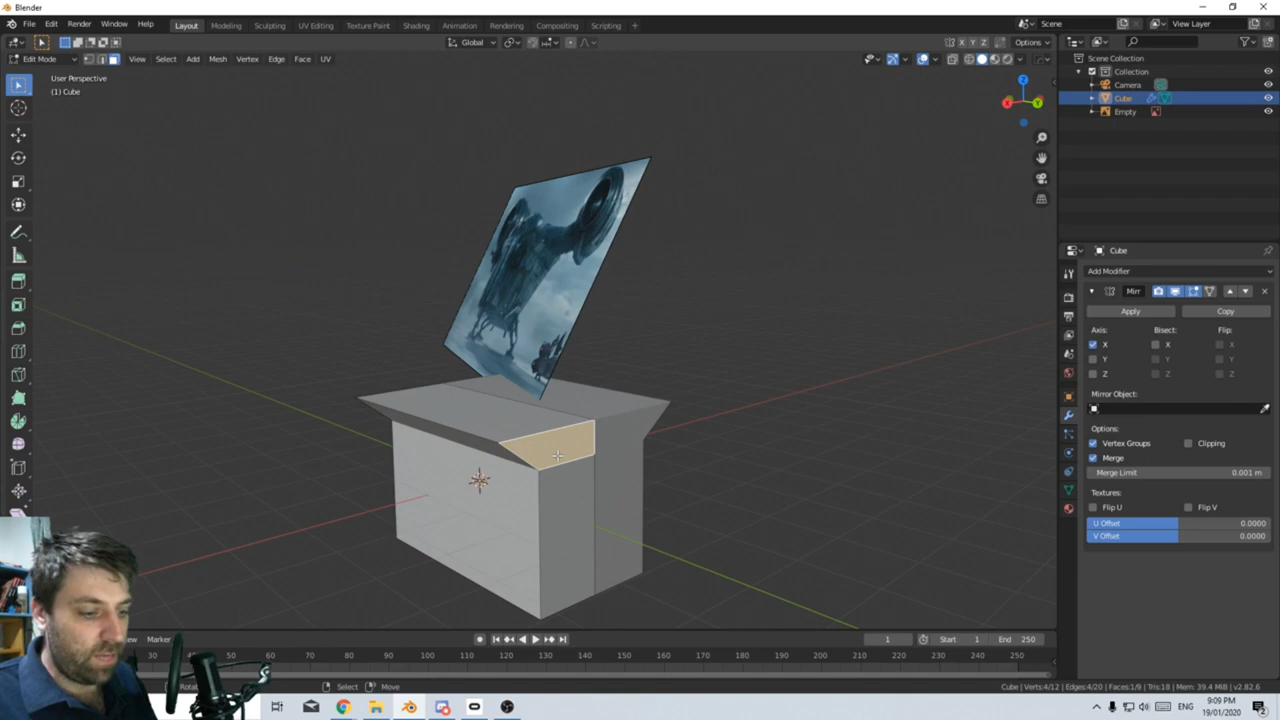 Blender
File Edit Render Window Help Layout Modeling Sculpting UV Editing Texture Paint Shading Animation Rendering Compositing Scripting + Scene View Layer
Global X Y Z Options
Edit Mode View Select Add Mesh Vertex Edge Face UV
User Perspective
(1) Cube
Scene Collection
Collection
Camera
Cube
Empty
Z
X Y
Cube
Add Modifier
Mirr
Apply Copy
Axis: Bisect: Flip:
X X X
Y Y Y
Z Z Z
Mirror Object:
Options:
Vertex Groups Clipping
Merge
Merge Limit 0.001 m
Textures:
Flip U Flip V
U Offset 0.0000
V Offset 0.0000
Marker 1 Start 1 End 250
30 40 50 60 70 80 90 100 110 120 130 140 150 160 170 180 190 200 210 220 230 240 250
Select Move Cube | Verts:4/12 | Edges:4/20 | Faces:1/9 | Tris:18 | Mem: 39.4 MiB | v2.82.6
ENG 9:09 PM
19/01/2020
2